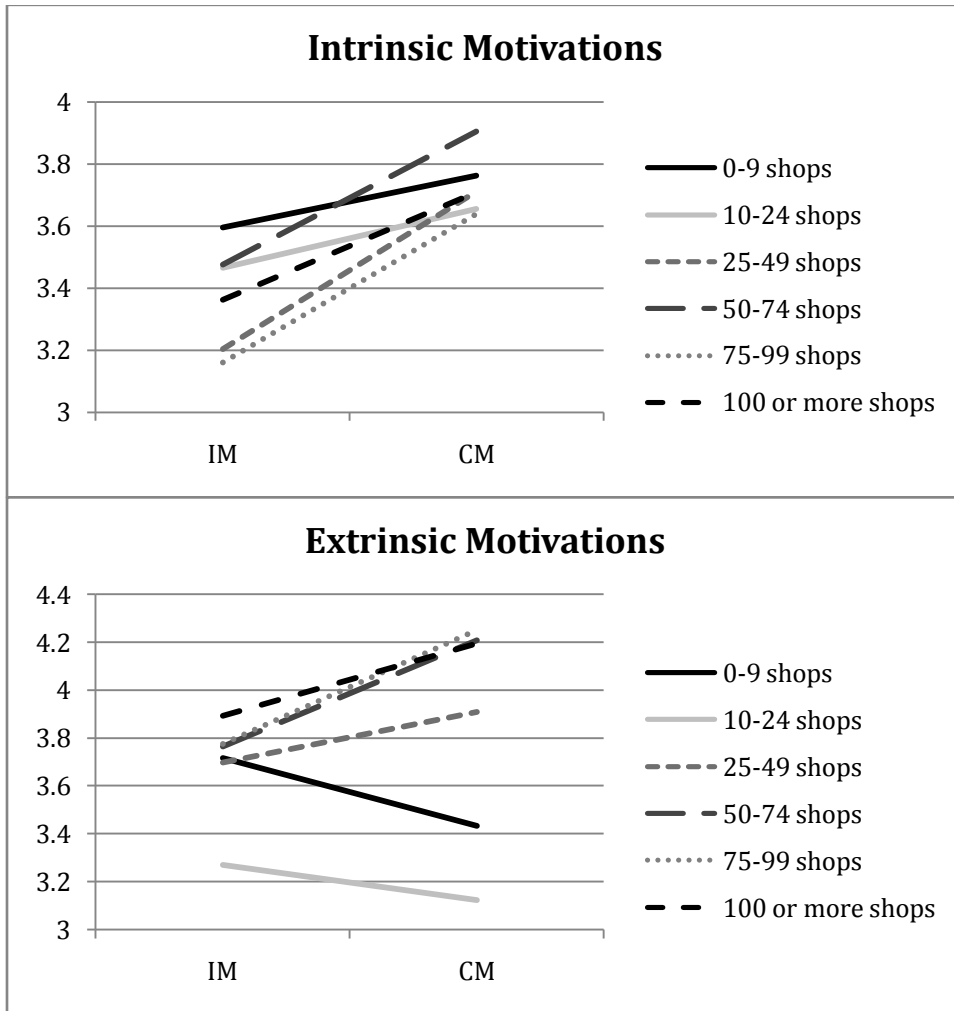 Intrinsic Motivations
4
3.8
3.6
3.4
3.2
3
IM
CM
0-9 shops
10-24 shops
25-49 shops
50-74 shops
75-99 shops
100 or more shops
Extrinsic Motivations
4.4
4.2
4
3.8
3.6
3.4
3.2
3
IM
CM
0-9 shops
10-24 shops
25-49 shops
50-74 shops
75-99 shops
100 or more shops